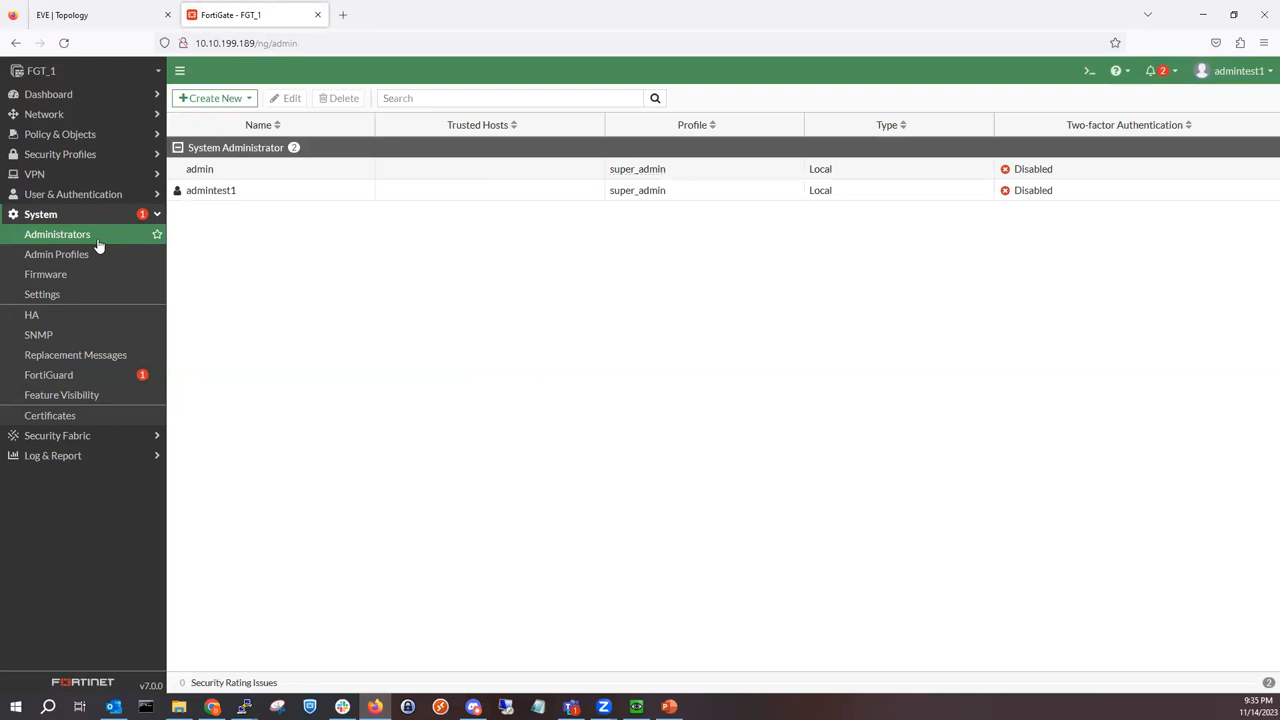 EVE | Topology
FortiGate - FGT_1
10.10.199.189/ng/admin
FGT_1
2
admintest1
Dashboard
Network
Policy & Objects
Security Profiles
VPN
User & Authentication
System 1
Administrators
Admin Profiles
Firmware
Settings
HA
SNMP
Replacement Messages
FortiGuard 1
Feature Visibility
Certificates
Security Fabric
Log & Report
FORTINET v7.0.0
Create New Edit Delete Search
Name Trusted Hosts Profile Type Two-factor Authentication
System Administrator 2
admin super_admin Local Disabled
admintest1 super_admin Local Disabled
0 Security Rating Issues 2
9:35 PM
11/14/2023